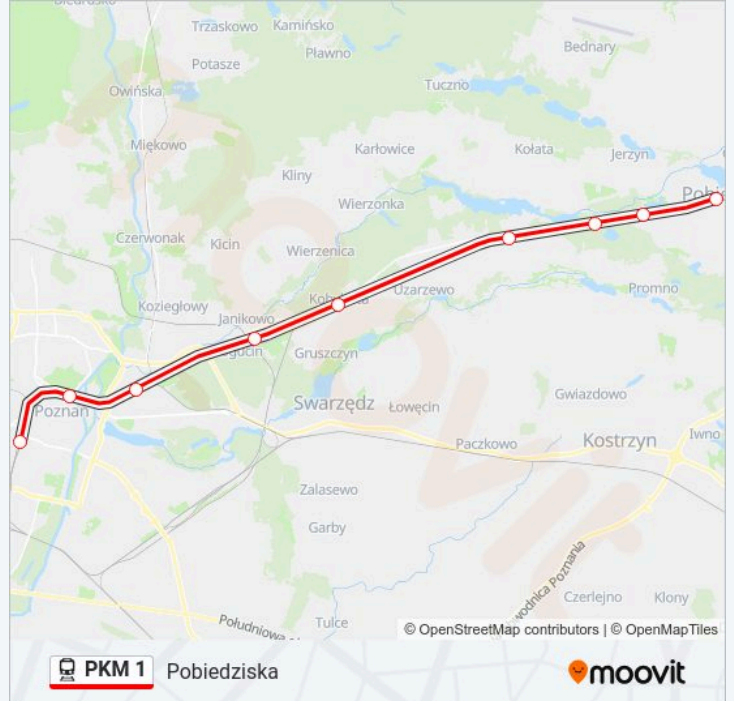 Trzaskowo
Kamińsko
Pławno
Bednary
Potasze
Tuczno
Owińska
Miękowo
Karłowice
Kołata
Jerzyn
Kliny
Wierzonka
Czerwonak
Kicin
Wierzenica
Uzarzewo
Promno
Koziegłowy
Janikowo
Gruszczyn
Poznań
Swarzędz
Łowęcin
Gwiazdowo
Paczkowo
Kostrzyn
Iwno
Zalasewo
Garby
Czerlejno
Klony
Południowa
Tulce
© OpenStreetMap contributors | © OpenMapTiles
PKM 1 Pobiedziska
moovit